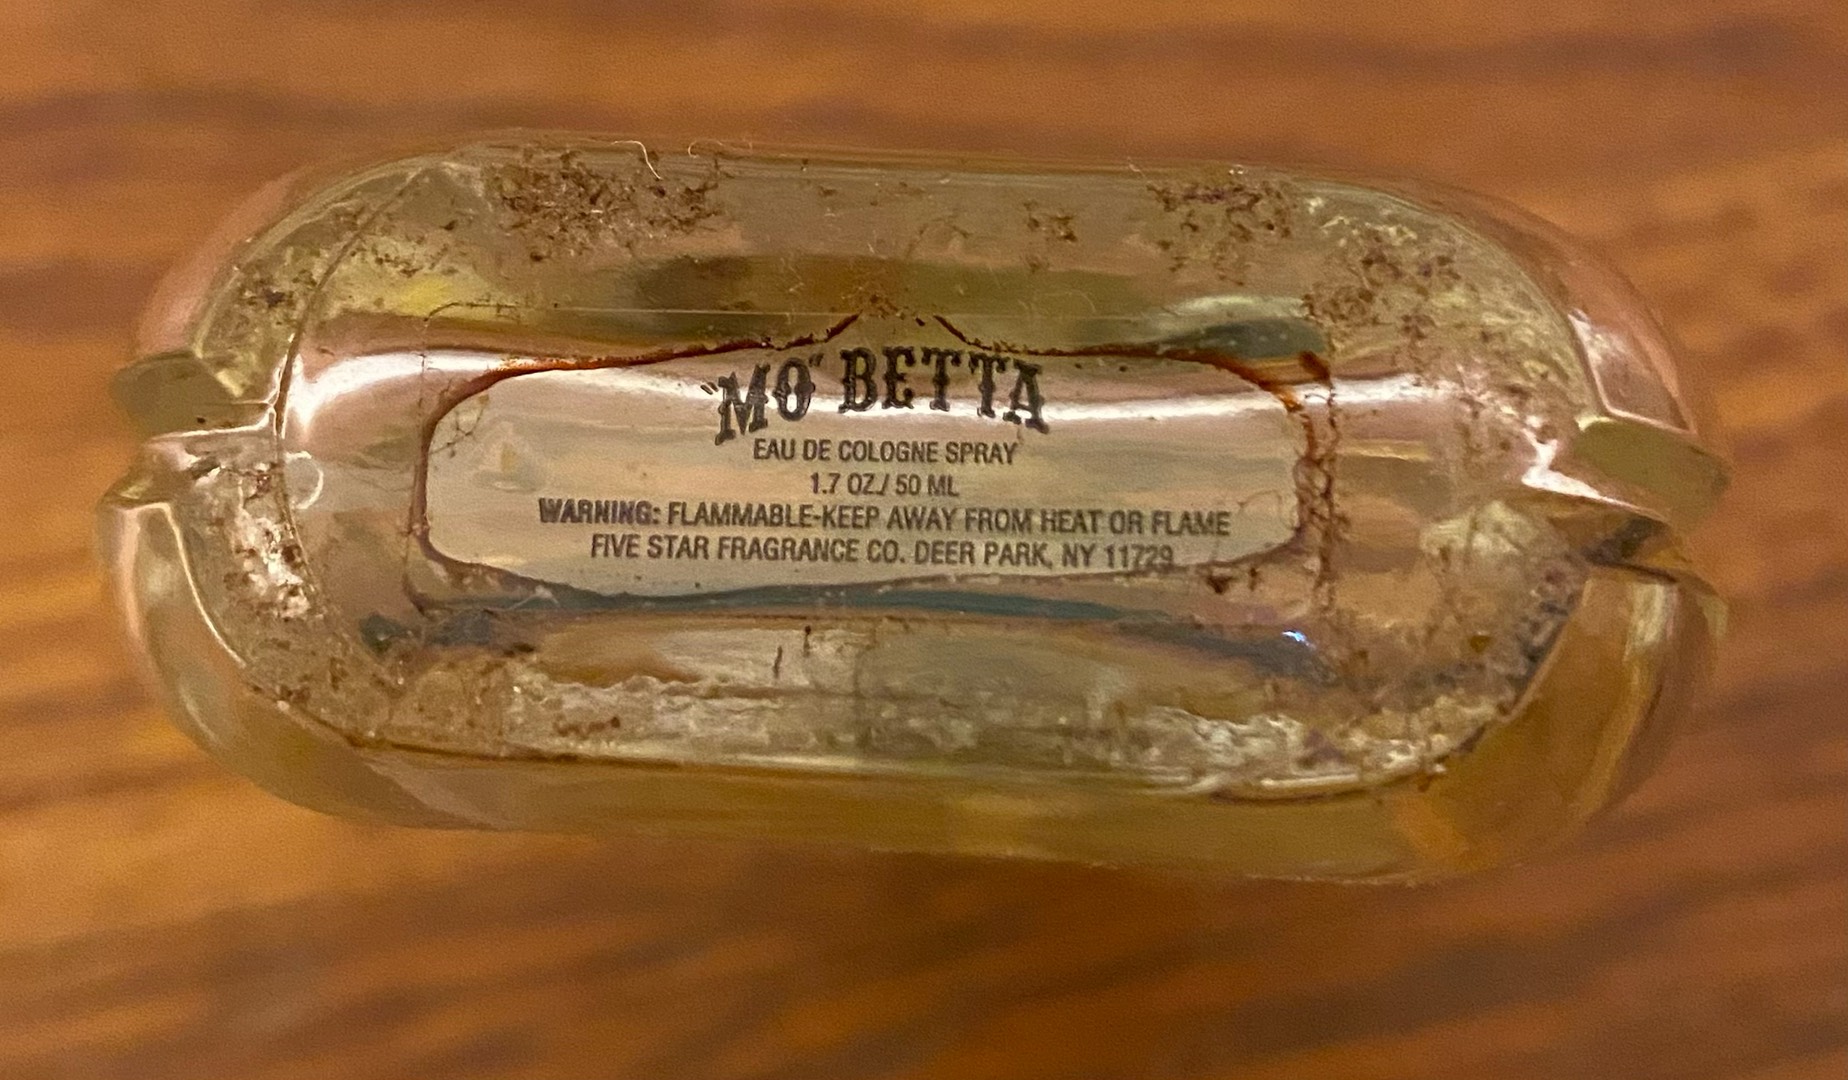 "MO" BETTA
EAU DE COLOGNE SPRAY
1.7 OZ./ 50 ML
WARNING: FLAMMABLE-KEEP AWAY FROM HEAT OR FLAME
FIVE STAR FRAGRANCE CO. DEER PARK, NY 11729